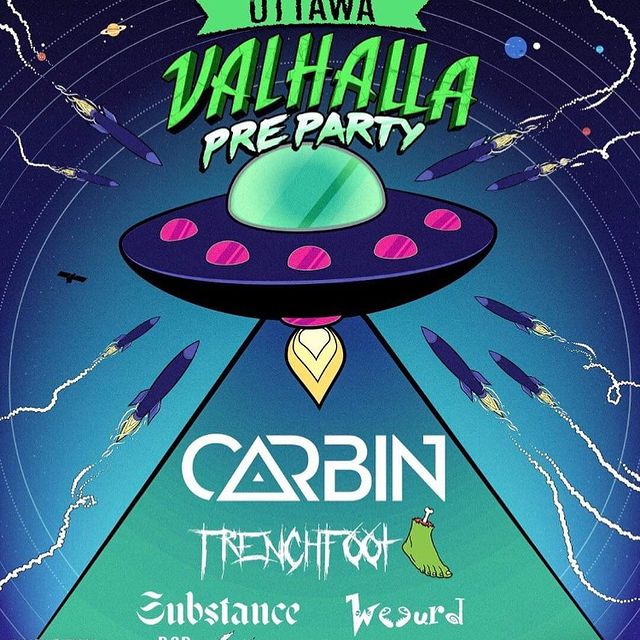 OTTAWA
VALHALLA
PRE PARTY
CARBIN
TRENCHFOOT
Substance Weeurd